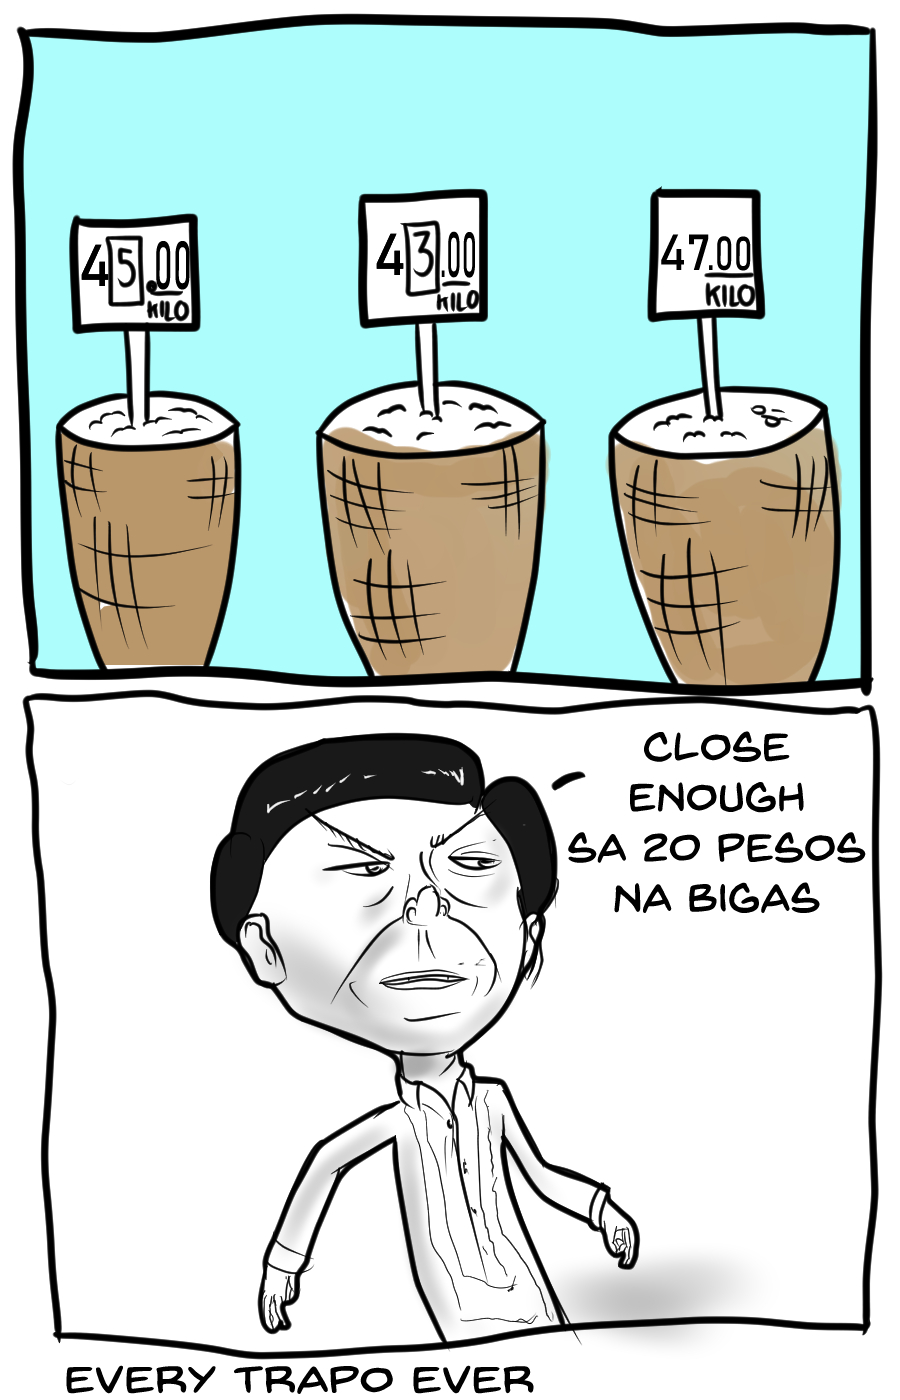 45.00
KILO
43.00
KILO
47.00
KILO
CLOSE
ENOUGH
SA 20 PESOS
NA BIGAS
EVERY TRAPO EVER